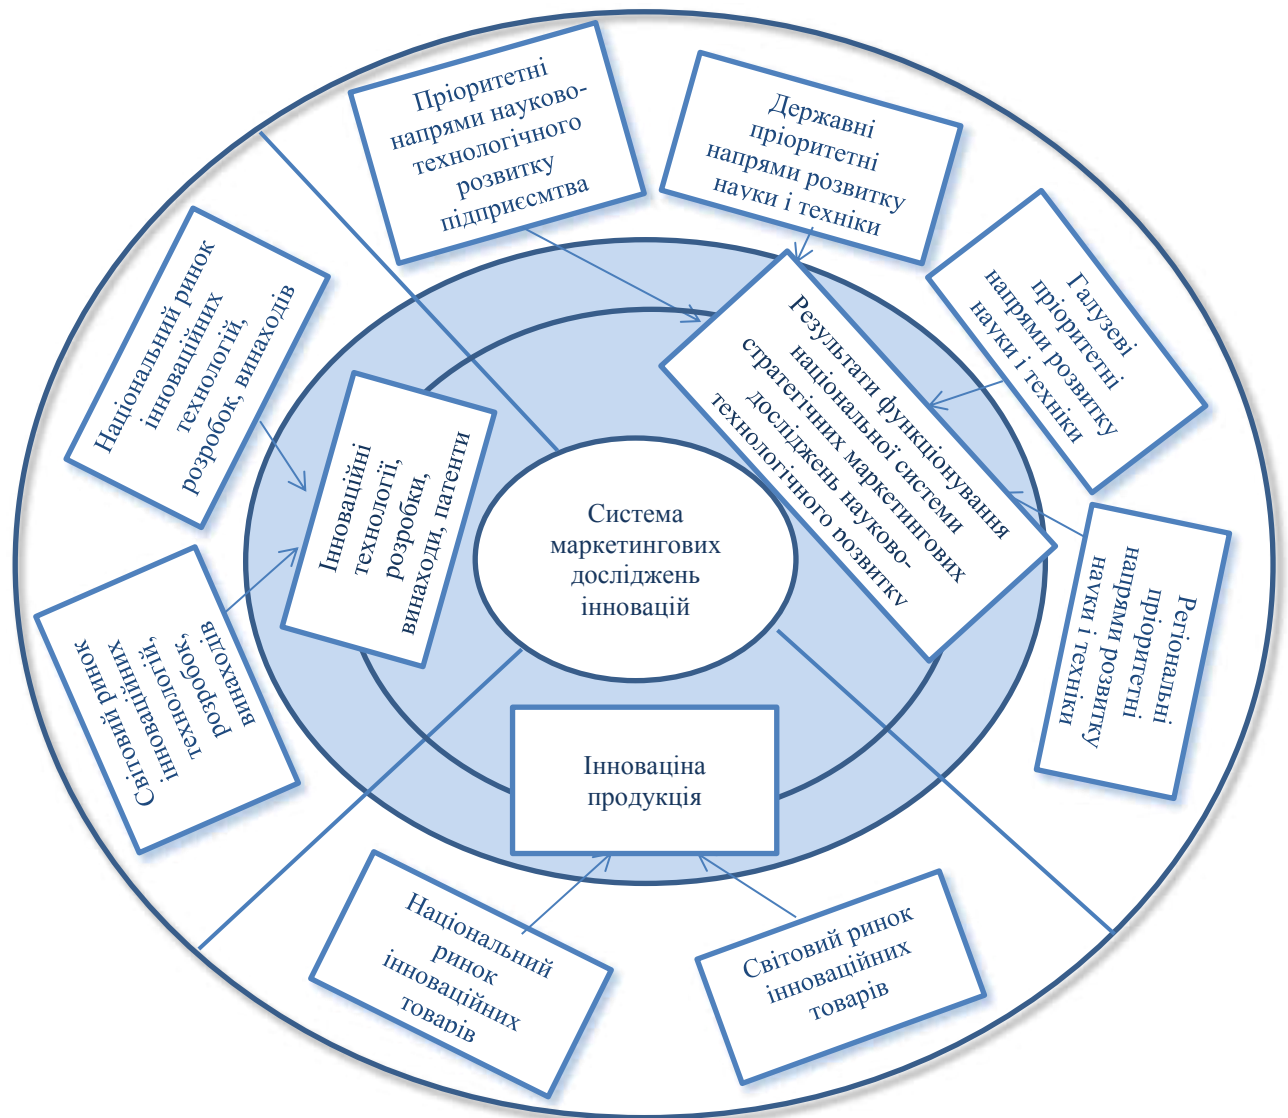 Пріоритетні
напрями науково-
технологічного
розвитку
підприємтва
Державні
пріоритетні
напрями розвитку
науки і техніки
Галузеві
пріоритетні
напрями розвитку
науки і техніки
Регіональні
пріоритетні
напрями розвитку
науки і техніки
Національний ринок
інноваційних
технологій,
розробок, винаходів
Результати функціонування
національної системи
стратегічних маркетингових
досліджень науково-
технологічного розвитку
Інноваційні
технології,
розробки,
винаходи, патенти
Система
маркетингових
досліджень
інновацій
Світовий ринок
інноваційних
технологій,
розробок,
винаходів
Інноваціна
продукція
Національний
ринок
інноваційних
товарів
Світовий ринок
інноваційних
товарів